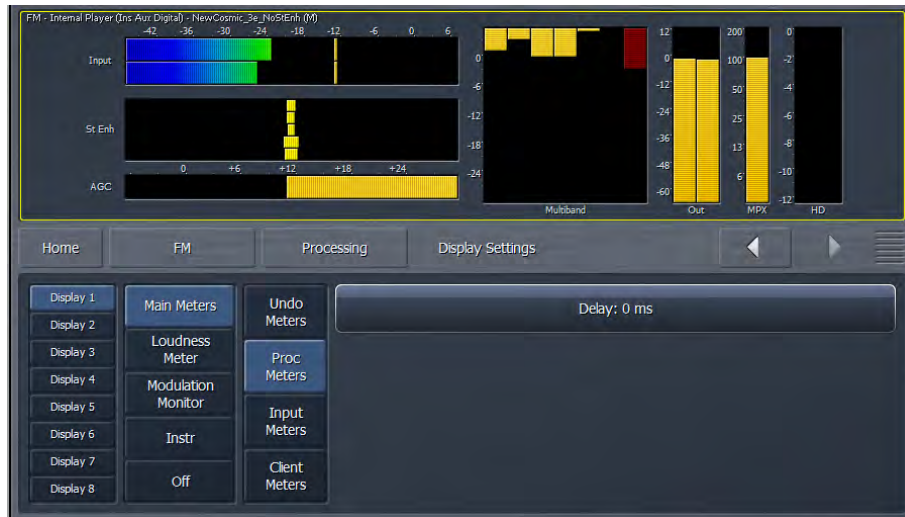 FM - Internal Player (Ins Aux Digital) - NewCosmic_3e_NoStEnh (M)
-42 -36 -30 -24 -18 -12 -6 0 6
Input
St Enh
0 +6 +12 +18 +24
AGC
0
-6
-12
-18
-24
Multiband
12
0
-12
-24
-36
-48
-60
Out
200
100
50
25
13
6
MPX
0
-2
-4
-6
-8
-10
-12
HD
Home FM Processing Display Settings
Display 1
Display 2
Display 3
Display 4
Display 5
Display 6
Display 7
Display 8
Main Meters
Loudness
Meter
Modulation
Monitor
Instr
Off
Undo
Meters
Proc
Meters
Input
Meters
Client
Meters
Delay: 0 ms